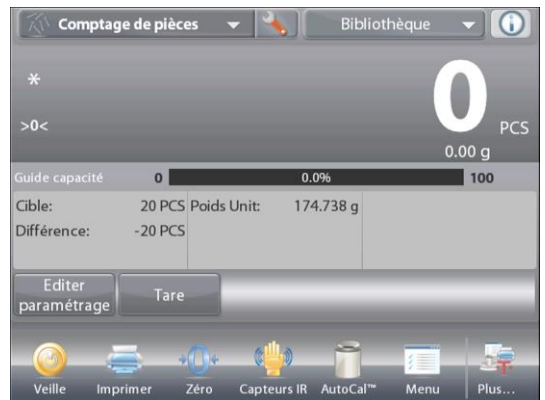 Comptage de pièces
Bibliothèque
*
>0<
0 PCS
0.00 g
Guide capacité 0 0.0% 100
Cible: 20 PCS Poids Unit: 174.738 g
Différence: -20 PCS
Editer
paramétrage
Tare
Veille Imprimer Zéro Capteurs IR AutoCal™ Menu Plus...